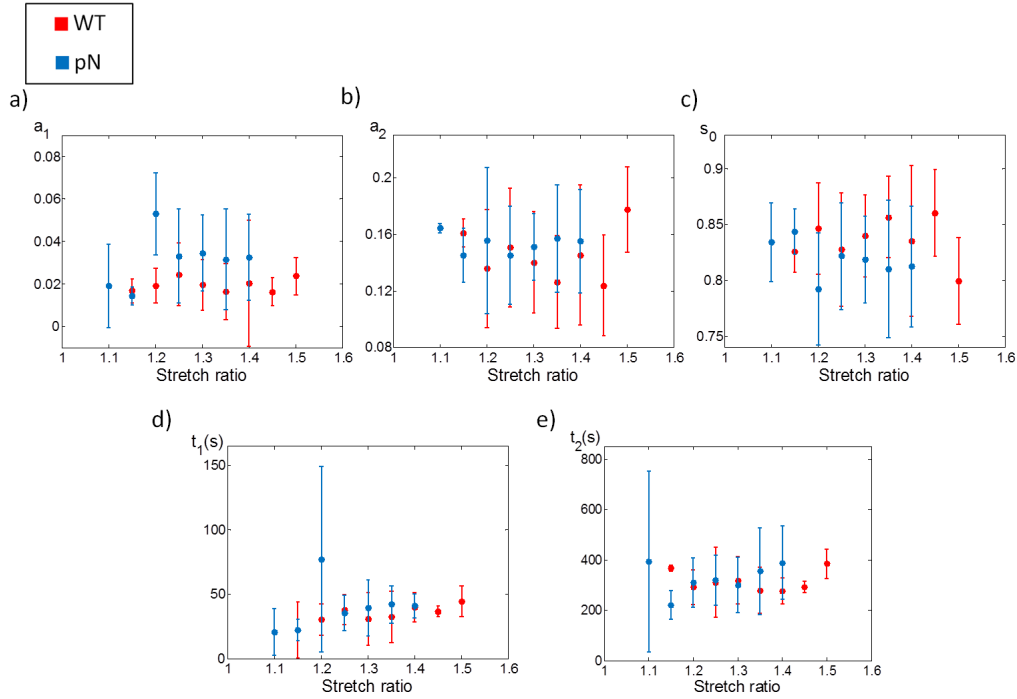 WT
pN
a)
a1
0.1
0.08
0.06
0.04
0.02
0
1 1.1 1.2 1.3 1.4 1.5 1.6
Stretch ratio
b)
a2
0.2
0.16
0.12
0.08
1 1.1 1.2 1.3 1.4 1.5 1.6
Stretch ratio
c)
s0
0.9
0.85
0.8
0.75
1 1.1 1.2 1.3 1.4 1.5 1.6
Stretch ratio
d)
t1(s)
150
100
50
0
1 1.1 1.2 1.3 1.4 1.5 1.6
Stretch ratio
e)
t2(s)
800
600
400
200
0
1 1.1 1.2 1.3 1.4 1.5 1.6
Stretch ratio